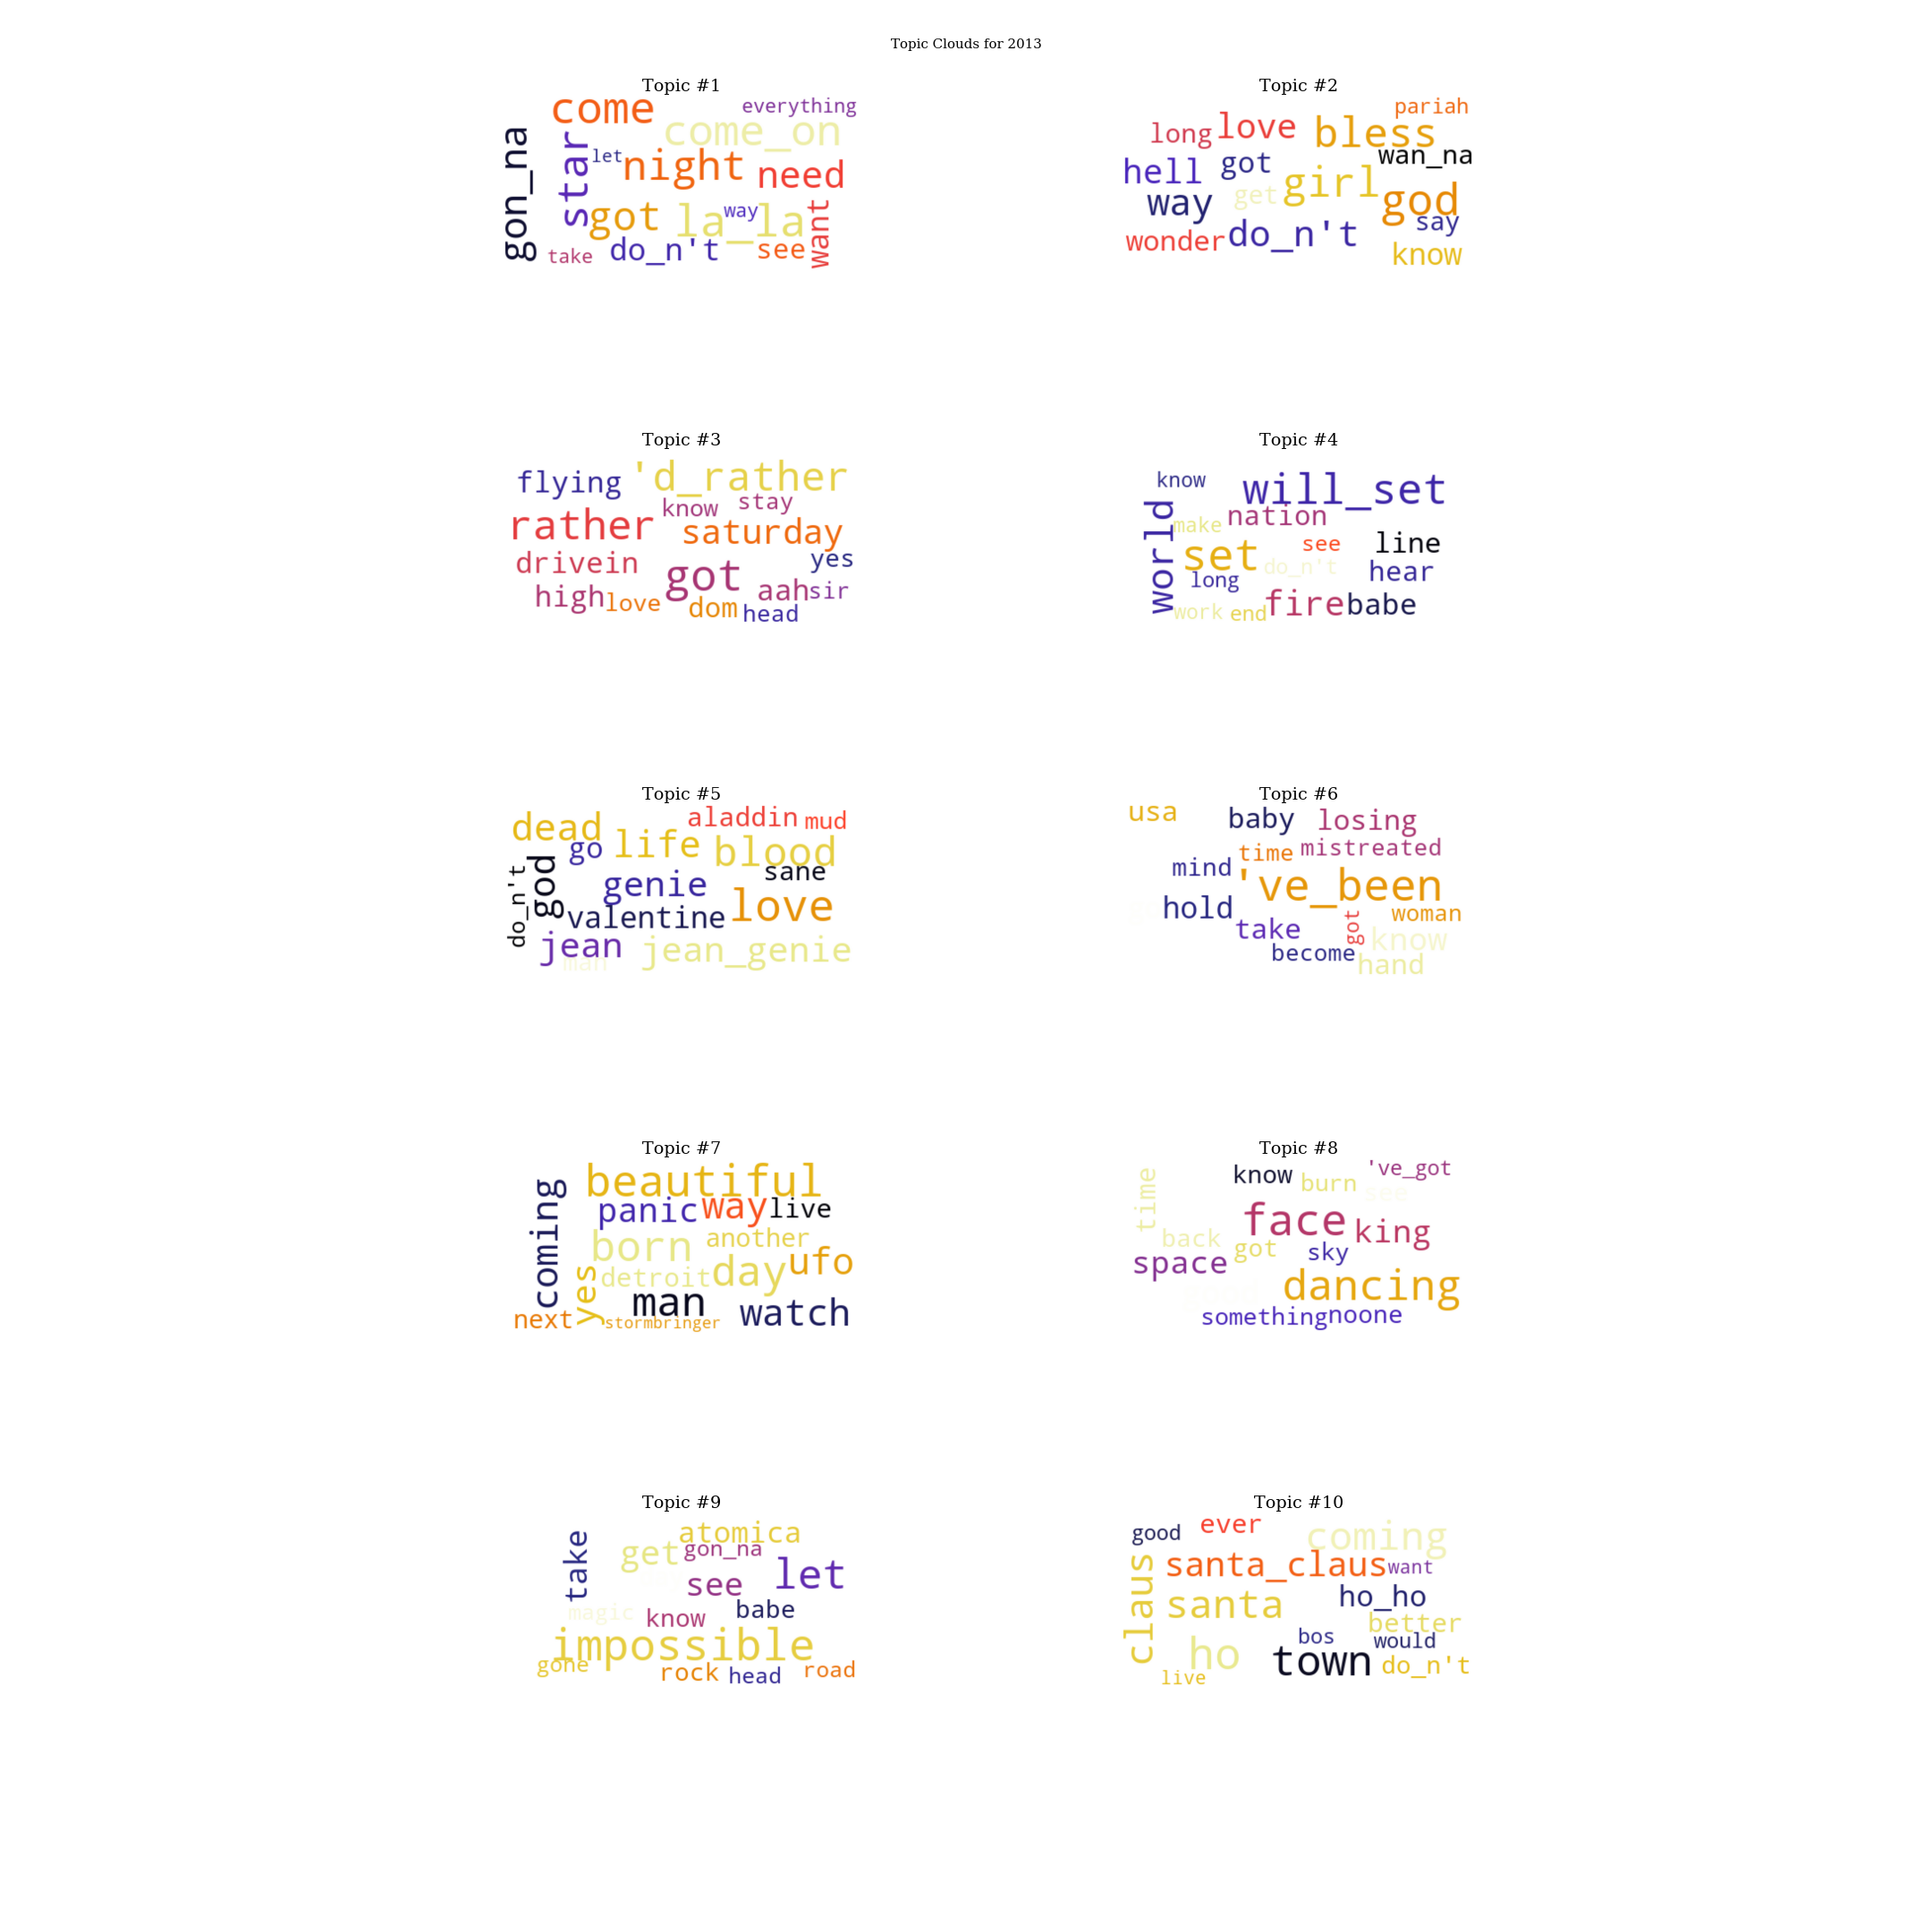 Topic Clouds for 2013
Topic #1
come everything
come_on
gon_na star let night need
got la_la way want
take do_n't see
Topic #2
pariah
long love bless
hell got wan_na
way get girl god
wonder do_n't say
know
Topic #3
flying 'd_rather
rather know stay
saturday
drivein got yes
high love aah sir
dom head
Topic #4
know will_set
world make nation
set see line
long do_n't hear
work end fire babe
Topic #5
dead aladdin mud
go life blood
do_n't god genie sane
valentine love
jean jean_genie
man
Topic #6
usa baby losing
time mistreated
mind 've_been
hold woman
take got know
become hand
Topic #7
beautiful
coming panic way live
born another
yes detroit day ufo
man watch
next stormbringer
Topic #8
time know burn 've_got
see
face king
back got sky
space dancing
something noone
Topic #9
take atomica
get gon_na
see let
magic know babe
impossible
gone rock head road
Topic #10
good ever coming
claus santa_claus want
santa ho_ho
better
ho bos would
town do_n't
live